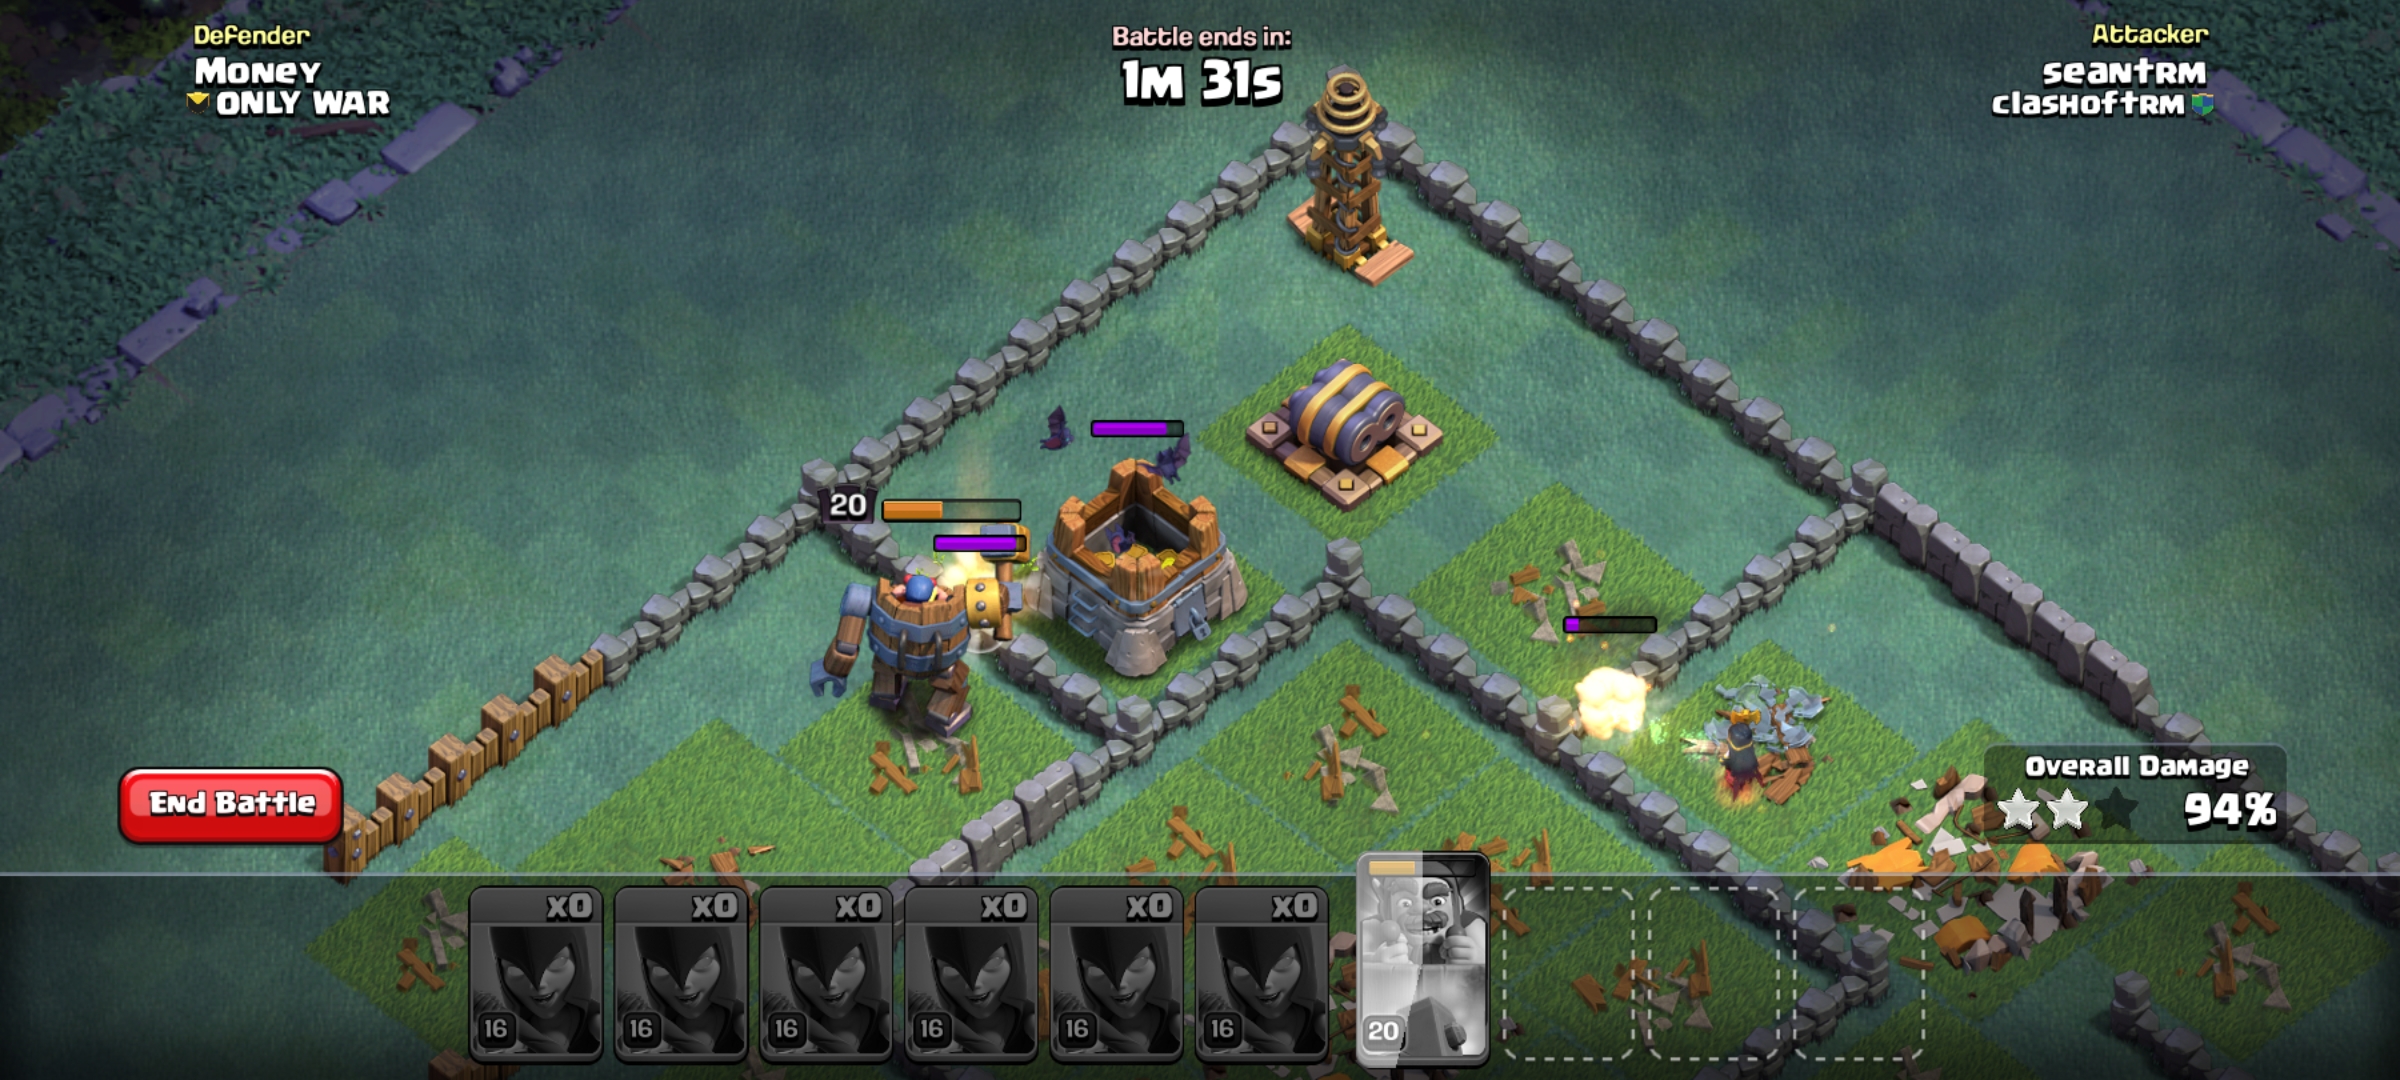 Defender
Money
ONLY WAR
Battle ends in:
1M 31S
Attacker
seantrm
clashoftrm
20
End Battle
Overall Damage
94%
x0
x0
x0
x0
x0
x0
16
16
16
16
16
16
20